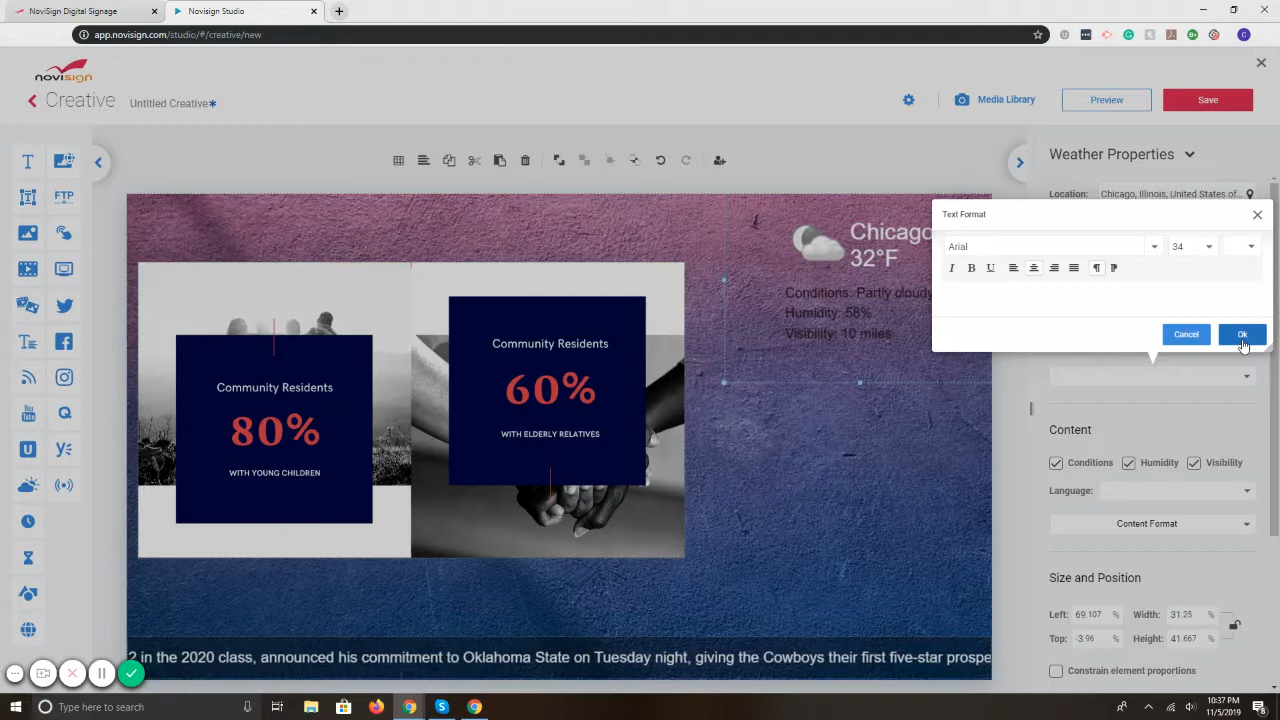 NoviSign Digital Signage
Novisign Studio
app.novisign.com/studio/#/creative/new
novisign
Creative
Untitled Creative*
Media Library
Preview
Save
Weather Properties
Location:
Chicago, Illinois, United States of...
Text Format
Arial
34
I B U
Cancel
Ok
Chicago
32°F
Conditions: Partly cloudy
Humidity: 58%
Visibility: 10 miles
Community Residents
80%
WITH YOUNG CHILDREN
Community Residents
60%
WITH ELDERLY RELATIVES
Content
Conditions
Humidity
Visibility
Language:
Content Format
Size and Position
Left: 69.107 % Width: 31.25 %
Top: -3.96 % Height: 41.667 %
Constrain element proportions
2 in the 2020 class, announced his commitment to Oklahoma State on Tuesday night, giving the Cowboys their first five-star prospe
T
T
FTP
T
You
Tube
Q
U
Y
Type here to search
10:37 PM
11/5/2019
8